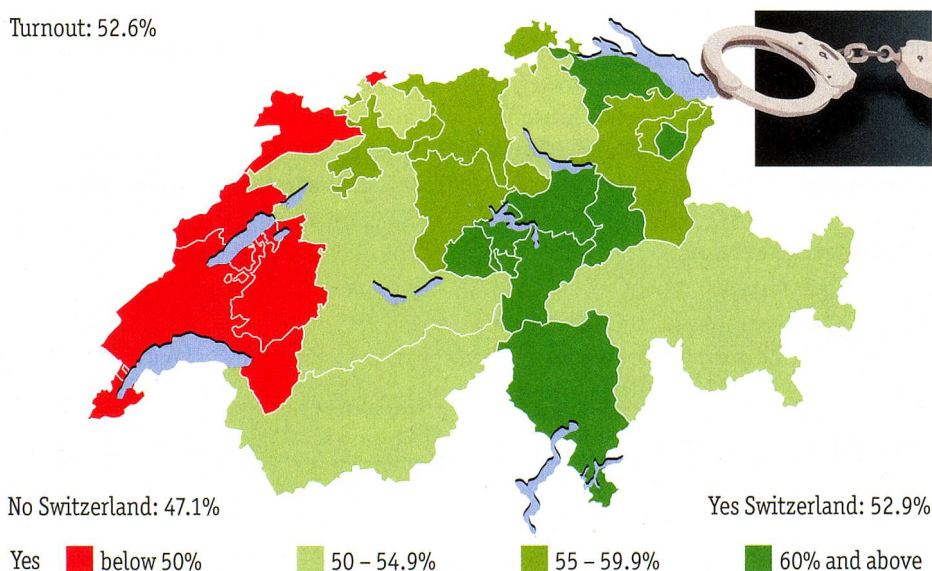 Turnout: 52.6%
No Switzerland: 47.1%
Yes Switzerland: 52.9%
Yes
below 50%
50 – 54.9%
55 – 59.9%
60% and above